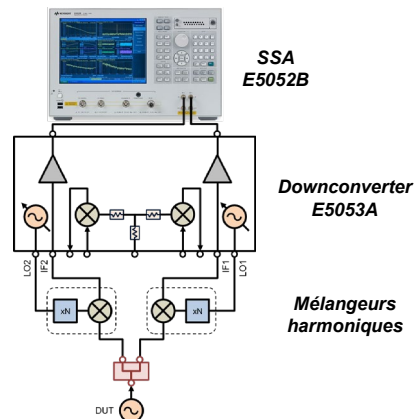 SSA
E5052B
Downconverter
E5053A
LO2
IF2
IF1
LO1
Mélangeurs
harmoniques
xN
xN
DUT